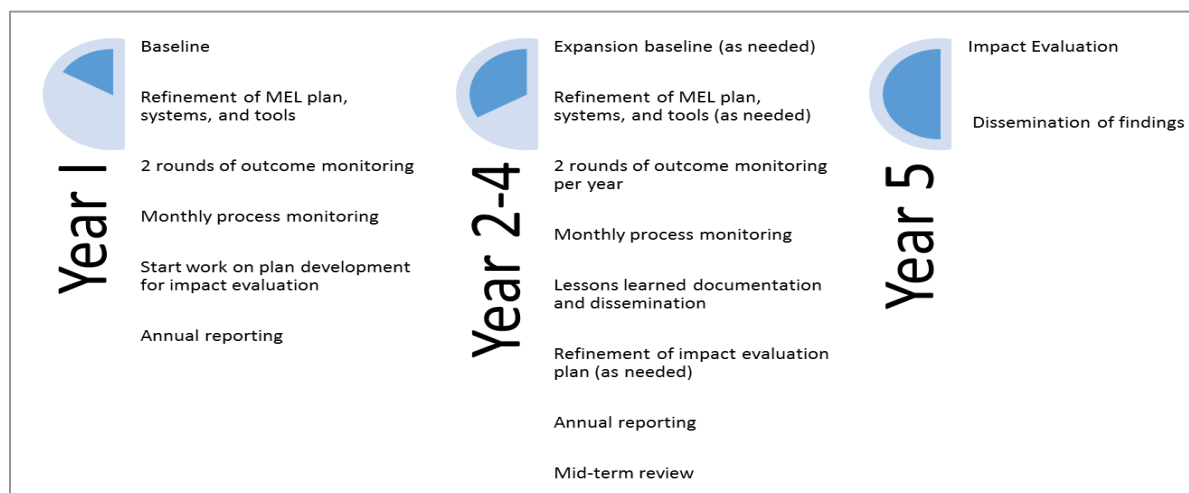 Year I
Baseline
Refinement of MEL plan,
systems, and tools
2 rounds of outcome monitoring
Monthly process monitoring
Start work on plan development
for impact evaluation
Annual reporting
Year 2-4
Expansion baseline (as needed)
Refinement of MEL plan,
systems, and tools (as needed)
2 rounds of outcome monitoring
per year
Monthly process monitoring
Lessons learned documentation
and dissemination
Refinement of impact evaluation
plan (as needed)
Annual reporting
Mid-term review
Year 5
Impact Evaluation
Dissemination of findings